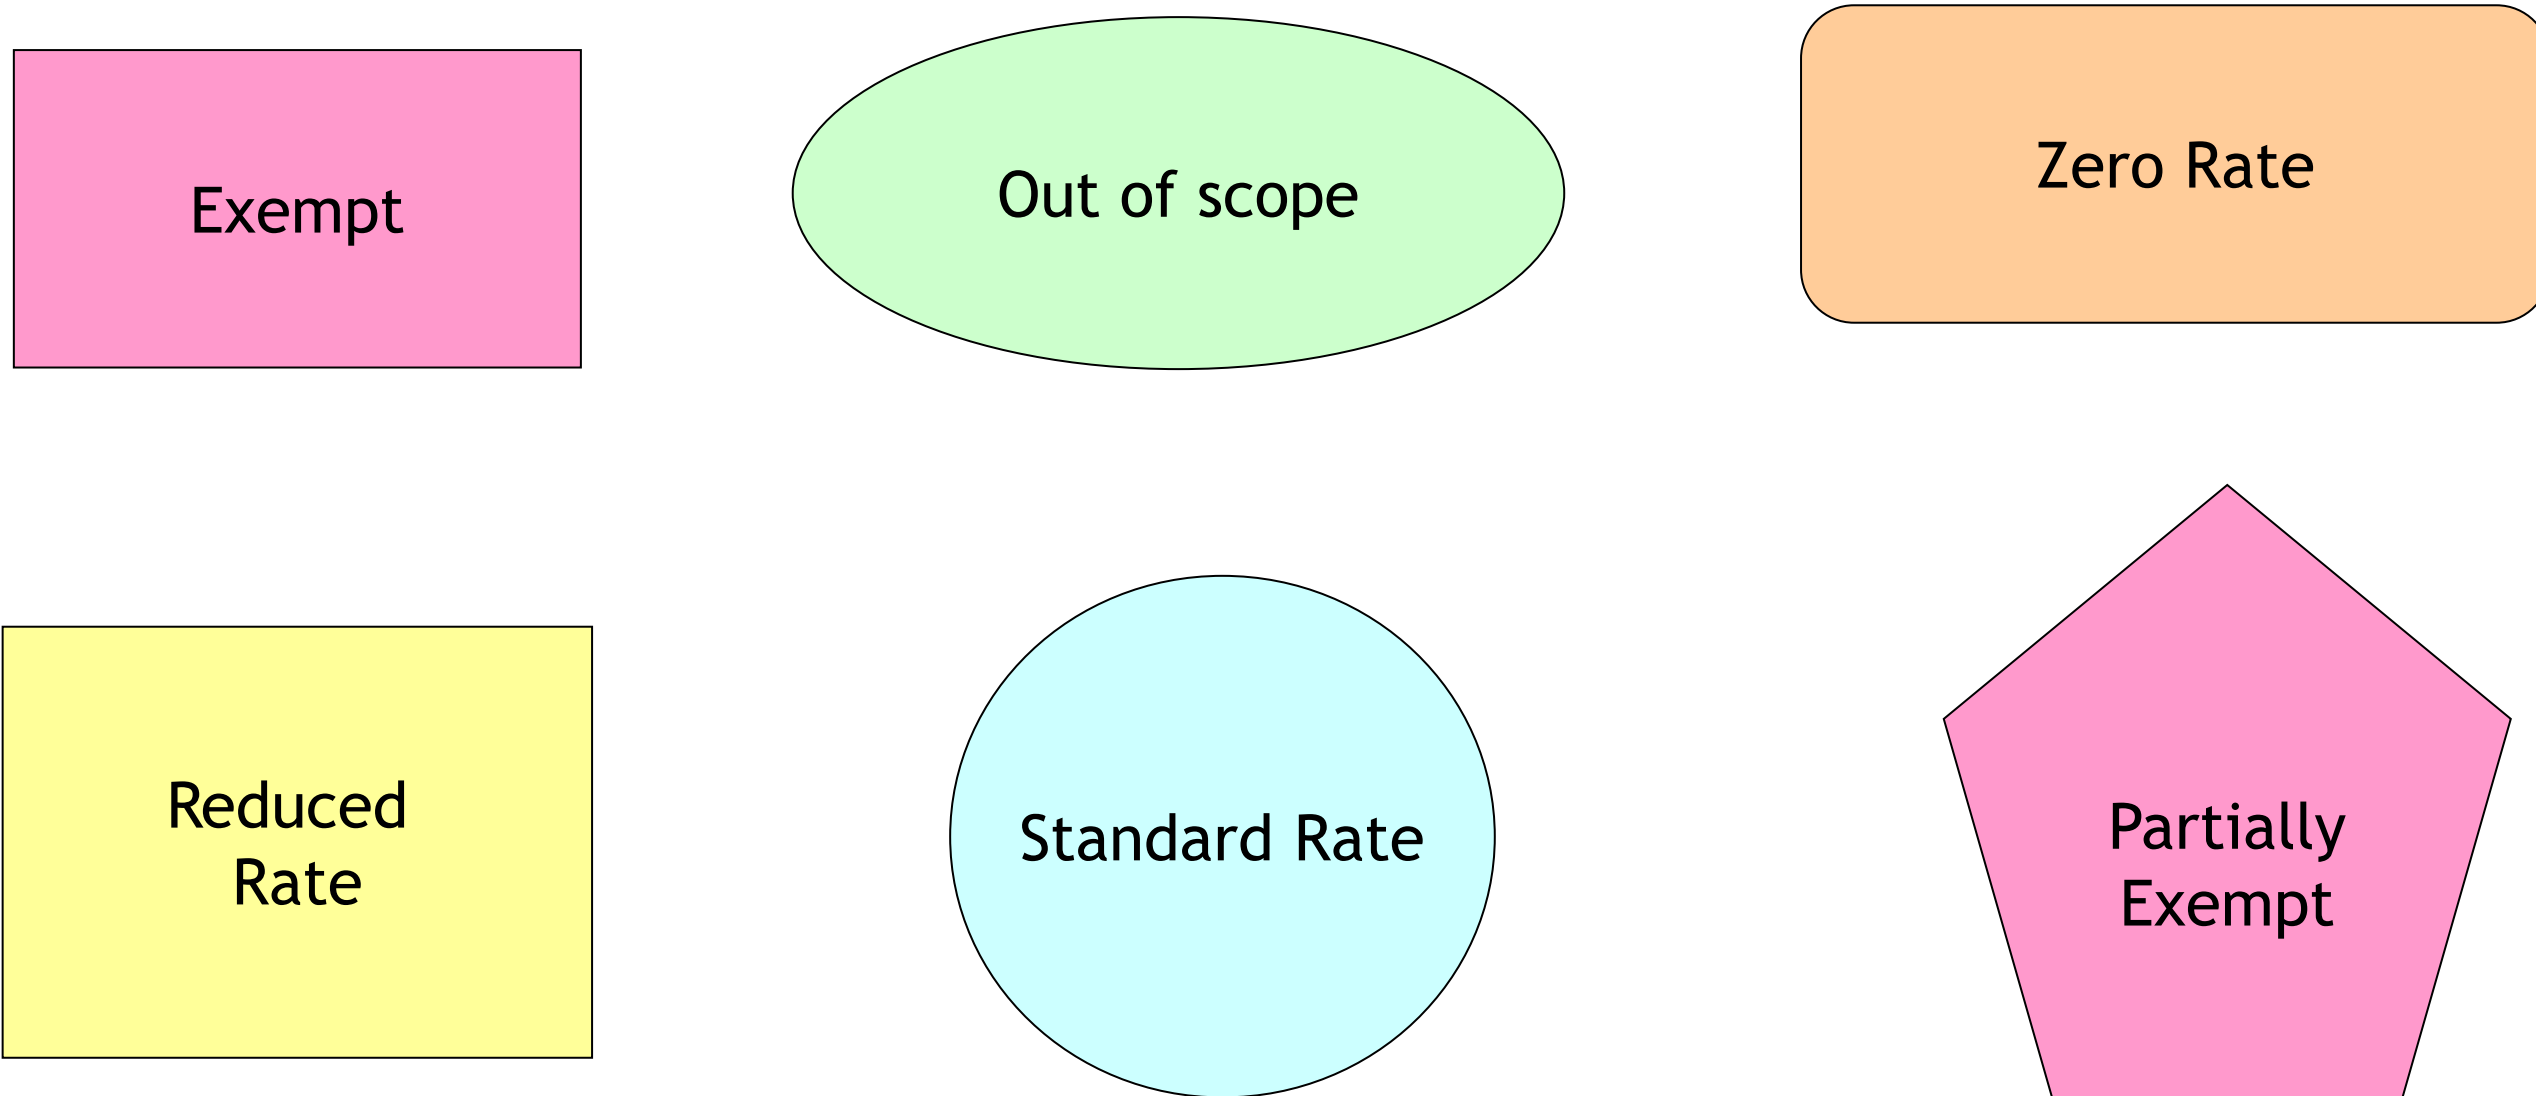 Exempt
Out of scope
Zero Rate
Reduced
Rate
Standard Rate
Partially
Exempt